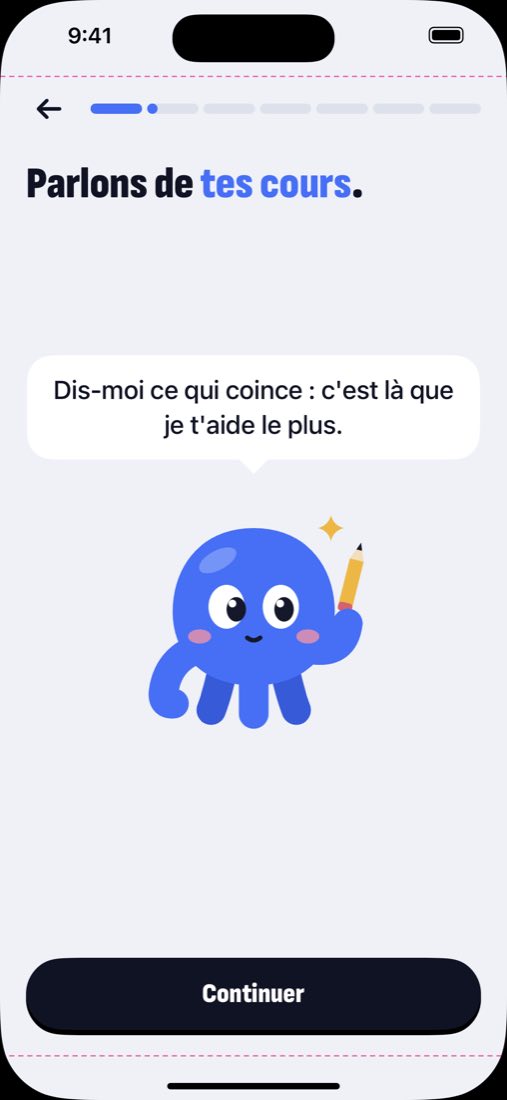 9:41
Parlons de tes cours.
Dis-moi ce qui coince : c'est là que
je t'aide le plus.
Continuer